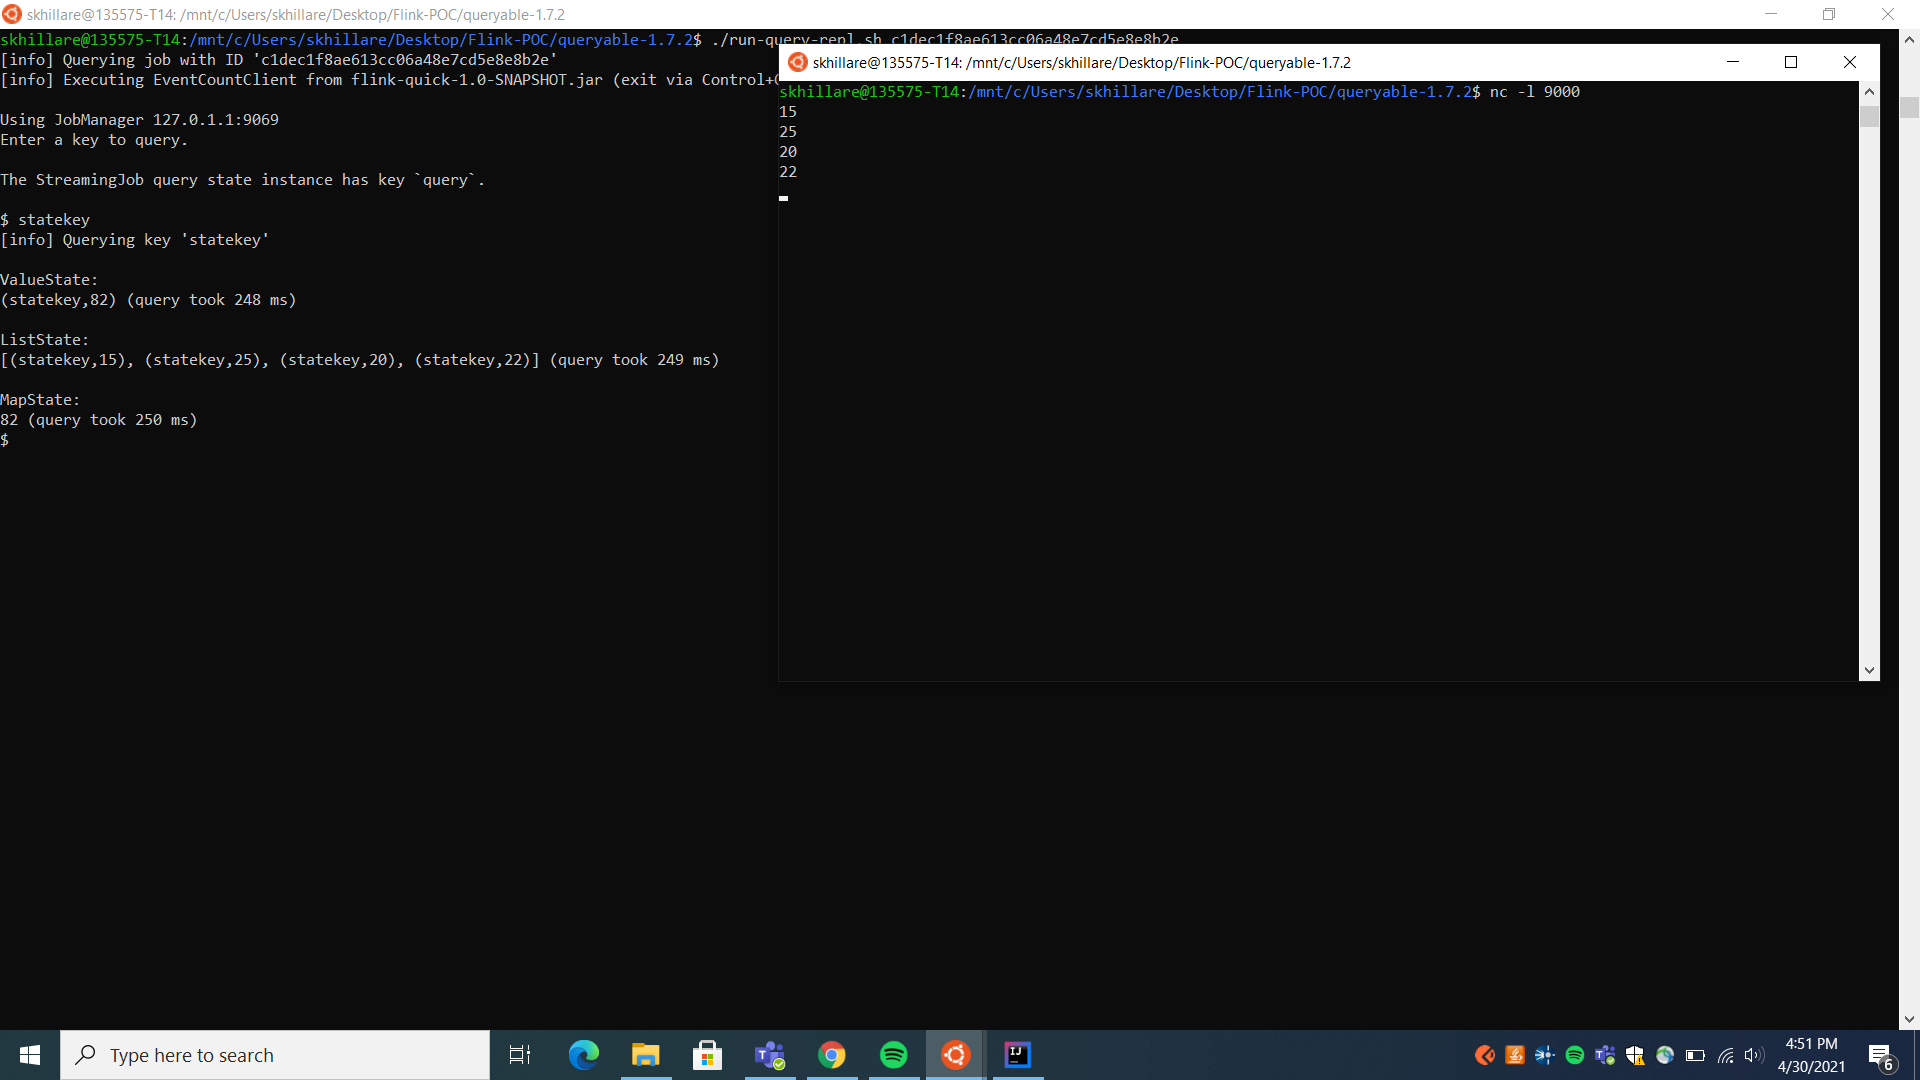 skhillare@135575-T14: /mnt/c/Users/skhillare/Desktop/Flink-POC/queryable-1.7.2
skhillare@135575-T14:/mnt/c/Users/skhillare/Desktop/Flink-POC/queryable-1.7.2$ ./run-query-repl.sh c1dec1f8ae613cc06a48e7cd5e8e8b2e
[info] Querying job with ID 'c1dec1f8ae613cc06a48e7cd5e8e8b2e'
[info] Executing EventCountClient from flink-quick-1.0-SNAPSHOT.jar (exit via Control+C
Using JobManager 127.0.1.1:9069
Enter a key to query.
The StreamingJob query state instance has key `query`.
$ statekey
[info] Querying key 'statekey'
ValueState:
(statekey,82) (query took 248 ms)
ListState:
[(statekey,15), (statekey,25), (statekey,20), (statekey,22)] (query took 249 ms)
MapState:
82 (query took 250 ms)
$
skhillare@135575-T14: /mnt/c/Users/skhillare/Desktop/Flink-POC/queryable-1.7.2
skhillare@135575-T14:/mnt/c/Users/skhillare/Desktop/Flink-POC/queryable-1.7.2$ nc -l 9000
15
25
20
22
Type here to search
4:51 PM
4/30/2021
6